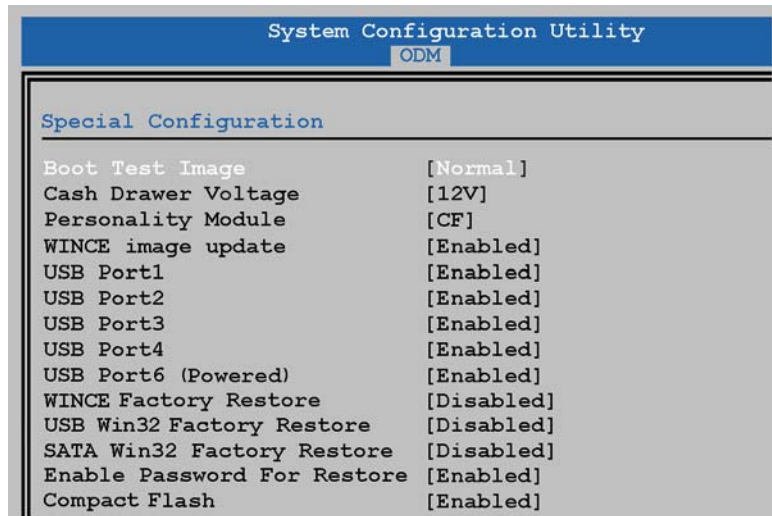 System Configuration Utility
ODM
Special Configuration
Boot Test Image [Normal]
Cash Drawer Voltage [12V]
Personality Module [CF]
WINCE image update [Enabled]
USB Port1 [Enabled]
USB Port2 [Enabled]
USB Port3 [Enabled]
USB Port4 [Enabled]
USB Port6 (Powered) [Enabled]
WINCE Factory Restore [Disabled]
USB Win32 Factory Restore [Disabled]
SATA Win32 Factory Restore [Disabled]
Enable Password For Restore [Enabled]
Compact Flash [Enabled]